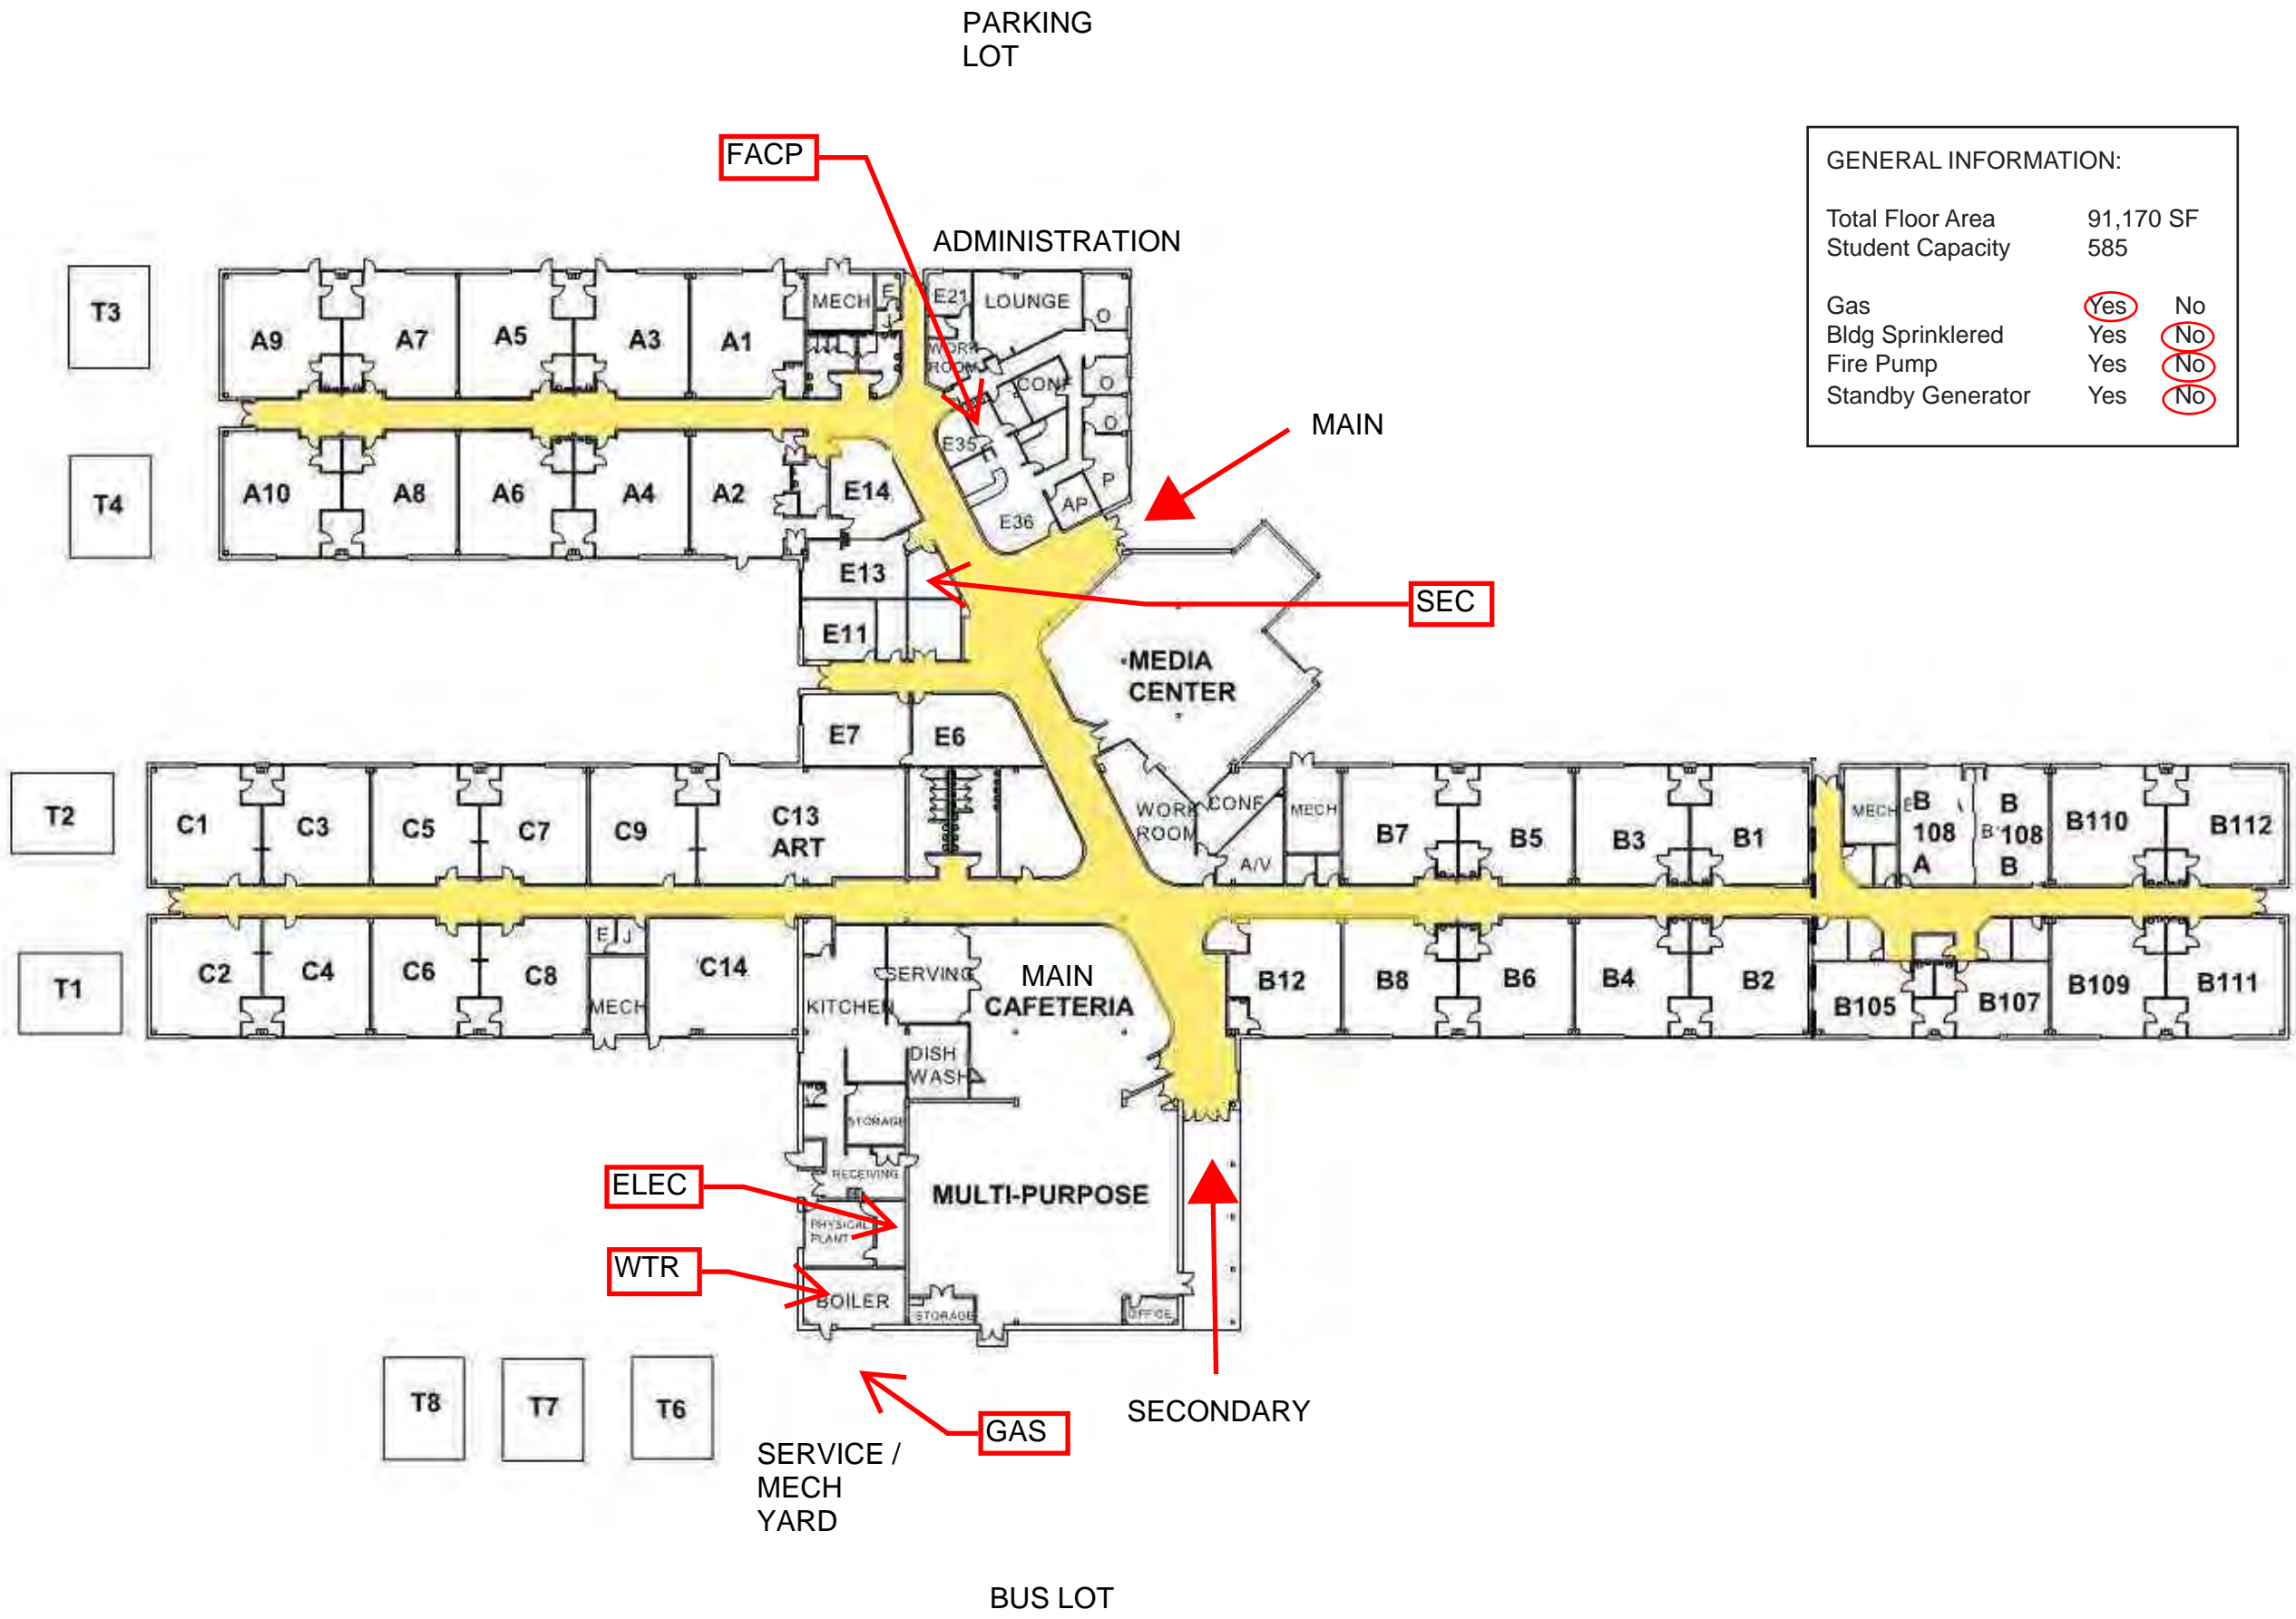 PARKING
LOT
FACP
GENERAL INFORMATION:
Total Floor Area 91,170 SF
Student Capacity 585
Gas Yes No
Bldg Sprinklered Yes No
Fire Pump Yes No
Standby Generator Yes No
ADMINISTRATION
T3
A9
A7
A5
A3
A1
MECH
E
J
E21
LOUNGE
O
WORK
ROOM
CONF
O
O
E35
MAIN
T4
A10
A8
A6
A4
A2
E14
P
AP
E36
E13
SEC
E11
MEDIA
CENTER
E7
E6
T2
C1
C3
C5
C7
C9
C13
ART
WORK
ROOM
CONF
A/V
MECH
B7
B5
B3
B1
MECH
B
108
A
B
108
B
B110
B112
T1
C2
C4
C6
C8
E J
MECH
C14
KITCHEN
SERVING
MAIN
CAFETERIA
DISH
WASH
B12
B8
B6
B4
B2
B105
B107
B109
B111
STORAGE
RECEIVING
ELEC
PHYSICAL
PLANT
MULTI-PURPOSE
WTR
BOILER
STORAGE
OFFICE
T8
T7
T6
GAS
SECONDARY
SERVICE /
MECH
YARD
BUS LOT